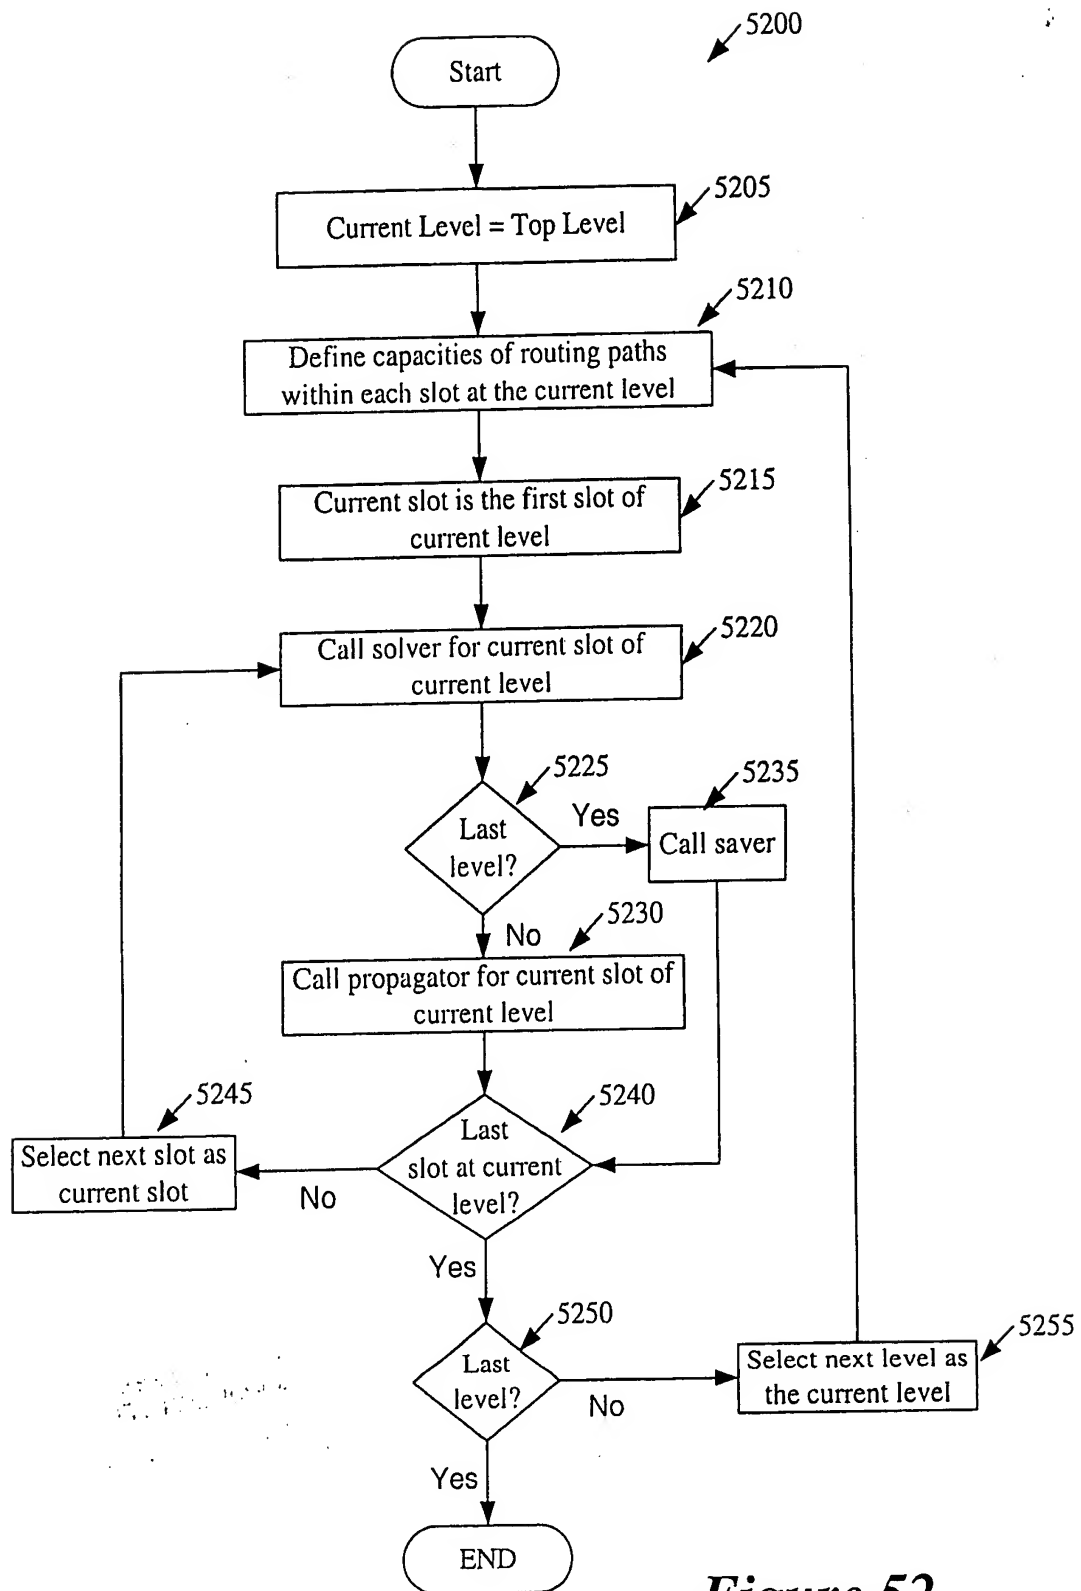 5200
Start
5205
Current Level = Top Level
5210
Define capacities of routing paths
within each slot at the current level
5215
Current slot is the first slot of
current level
5220
Call solver for current slot of
current level
5225
5235
Last
level?
Yes
Call saver
5230
No
Call propagator for current slot of
current level
5245
5240
Select next slot as
current slot
No
Last
slot at current
level?
Yes
5250
5255
Last
level?
No
Select next level as
the current level
Yes
END
Figure 52